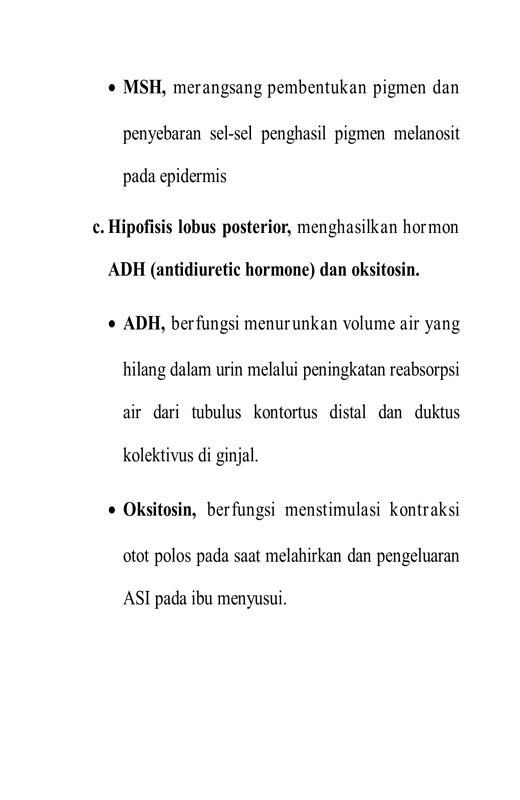 • MSH, merangsang pembentukan pigmen dan
penyebaran sel-sel penghasil pigmen melanosit
pada epidermis
c. Hipofisis lobus posterior, menghasilkan hormon
ADH (antidiuretic hormone) dan oksitosin.
• ADH, berfungsi menurunkan volume air yang
hilang dalam urin melalui peningkatan reabsorpsi
air dari tubulus kontortus distal dan duktus
kolektivus di ginjal.
• Oksitosin, berfungsi menstimulasi kontraksi
otot polos pada saat melahirkan dan pengeluaran
ASI pada ibu menyusui.